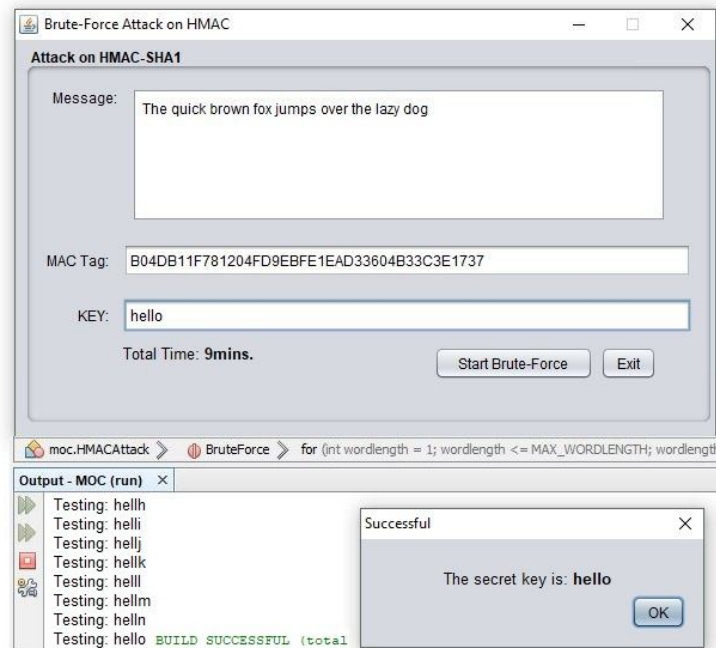 Brute-Force Attack on HMAC
Attack on HMAC-SHA1
Message:
The quick brown fox jumps over the lazy dog
MAC Tag: B04DB11F781204FD9EBFE1EAD33604B33C3E1737
KEY: hello
Total Time: 9mins.
Start Brute-Force
Exit
moc.HMACAttack BruteForce for (int wordlength = 1; wordlength <= MAX_WORDLENGTH; wordlength
Output - MOC (run)
Testing: hellh
Testing: helli
Testing: hellj
Testing: hellk
Testing: helll
Testing: hellm
Testing: helln
Testing: hello BUILD SUCCESSFUL (total
Successful
The secret key is: hello
OK